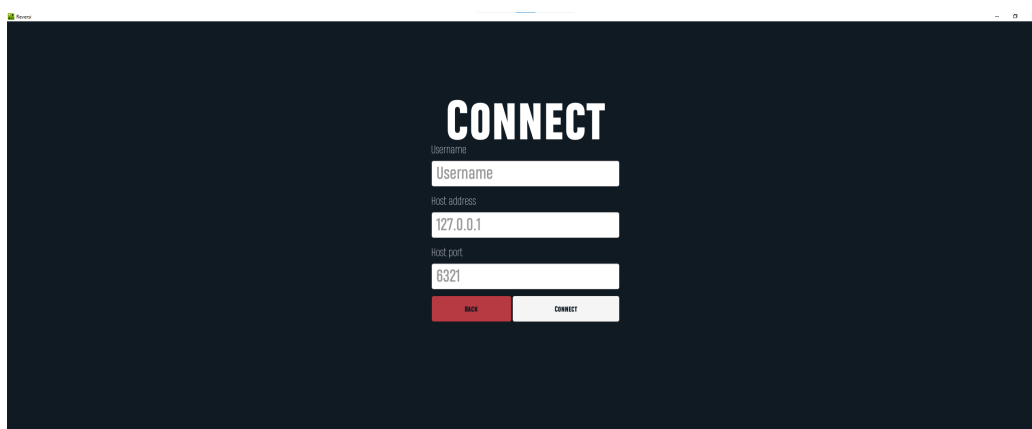 Reversi
CONNECT
Username
Username
Host address
127.0.0.1
Host port
6321
BACK
CONNECT